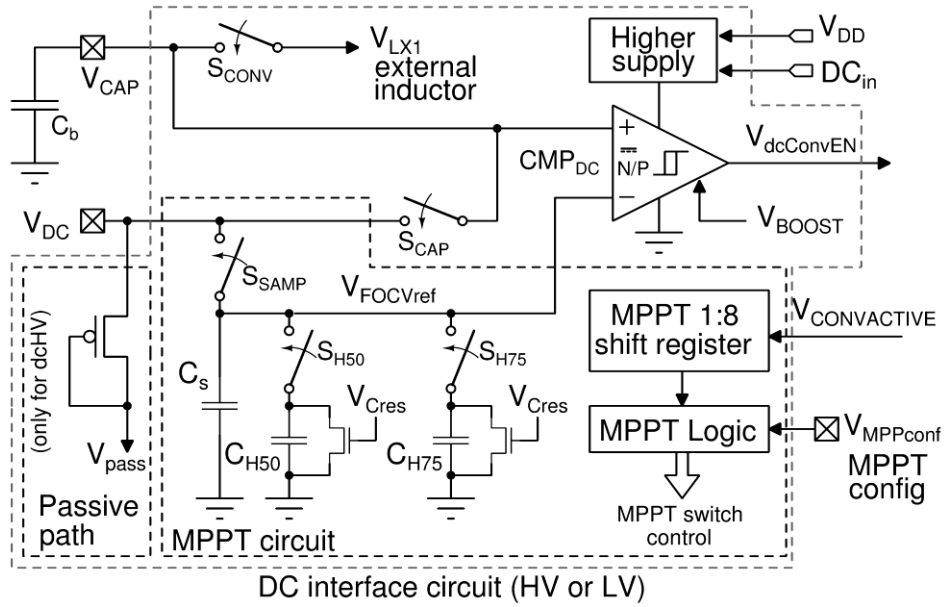 V_CAP
C_b
S_CONV
V_LX1
external
inductor
Higher
supply
V_DD
DC_in
CMP_DC
+
N/P
−
V_dcConvEN
V_BOOST
V_DC
S_CAP
S_SAMP
V_FOCVref
(only for dcHV)
V_pass
Passive
path
C_s
S_H50
V_Cres
C_H50
S_H75
V_Cres
C_H75
MPPT 1:8
shift register
V_CONVACTIVE
MPPT Logic
V_MPPconf
MPPT
config
MPPT switch
control
MPPT circuit
DC interface circuit (HV or LV)